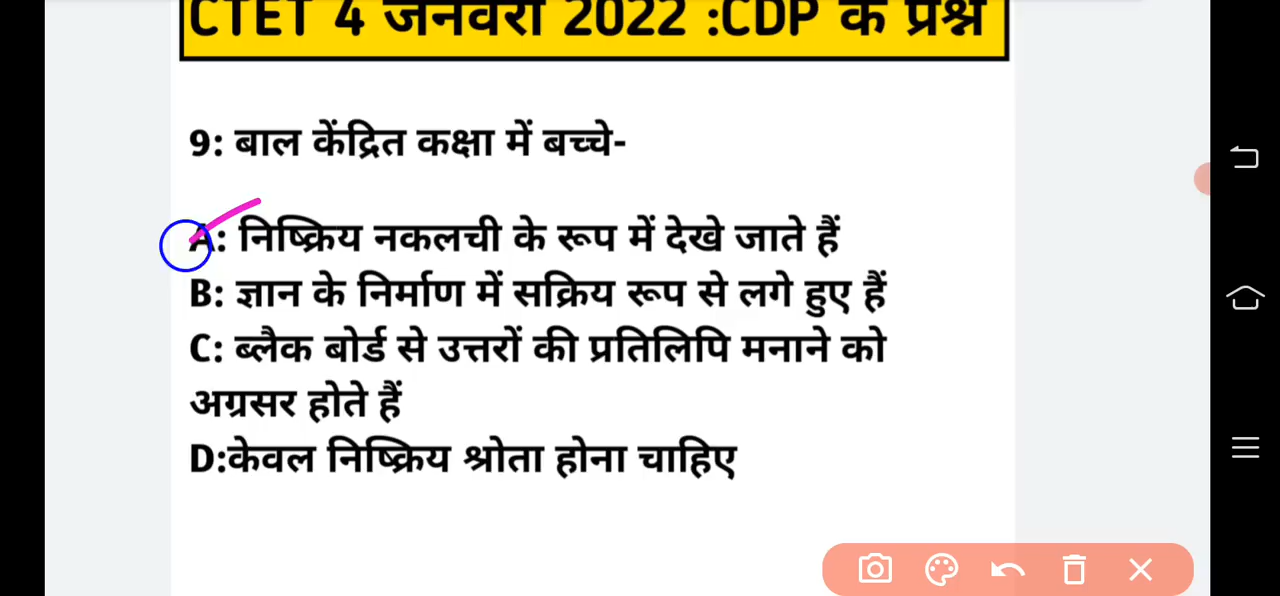 CTET 4 जनवरी 2022 :CDP के प्रश्न
9: बाल केंद्रित कक्षा में बच्चे-
A: निष्क्रिय नकलची के रूप में देखे जाते हैं
B: ज्ञान के निर्माण में सक्रिय रूप से लगे हुए हैं
C: ब्लैक बोर्ड से उत्तरों की प्रतिलिपि मनाने को
अग्रसर होते हैं
D:केवल निष्क्रिय श्रोता होना चाहिए